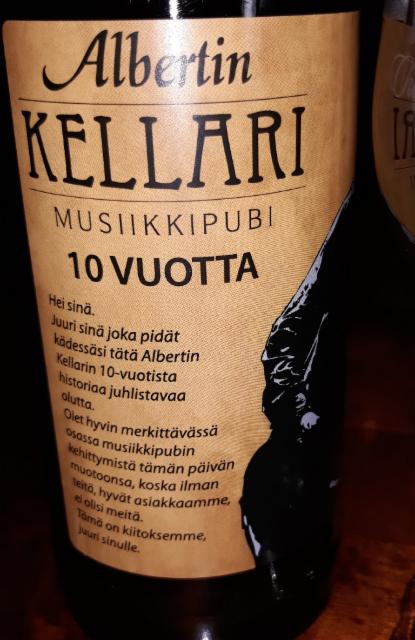 Albertin
KELLARI
MUSIIKKIPUBI
10 VUOTTA
Hei sinä.
Juuri sinä joka pidät
kädessäsi tätä Albertin
Kellarin 10-vuotista
historiaa juhlistavaa
olutta.
Olet hyvin merkittävässä
osassa musiikkipubin
kehittymistä tämän päivän
muotoonsa, koska ilman
teitä, hyvät asiakkaamme,
ei olisi meitä.
Tämä on kiitoksemme,
juuri sinulle.